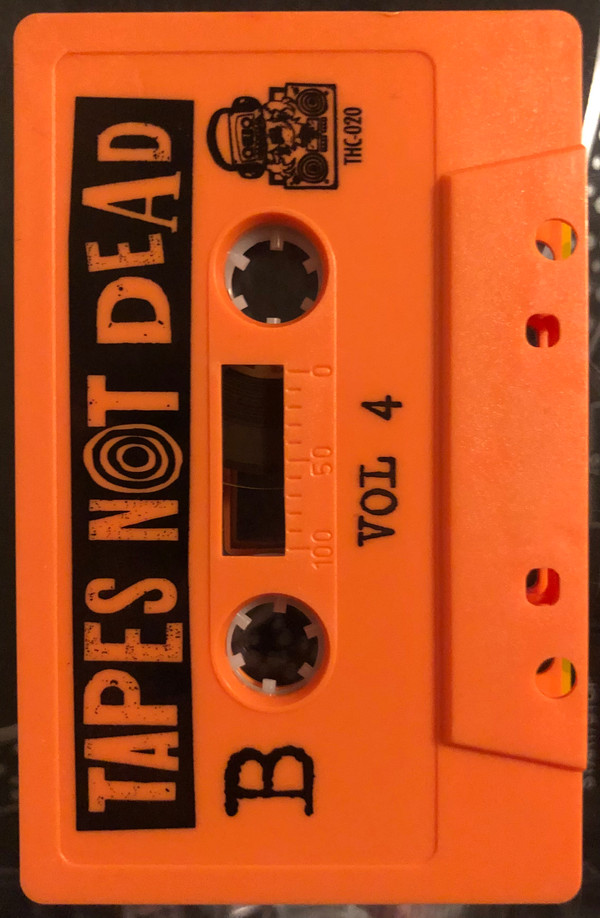 TAPES NOT DEAD
B
THC-020
100 50 0
VOL 4